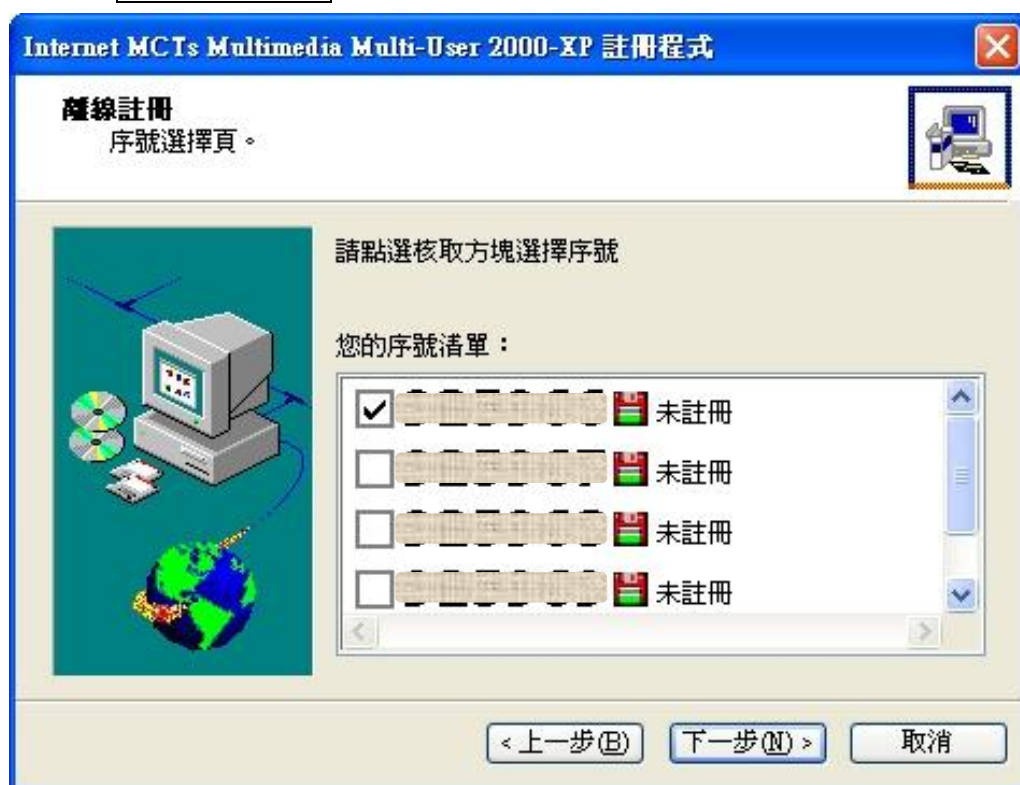 Internet MCTs Multimedia Multi-User 2000-XP 註冊程式
離線註冊
序號選擇頁。
請點選核取方塊選擇序號
您的序號清單：
未註冊
未註冊
未註冊
未註冊
<上一步(B) 下一步(N)> 取消